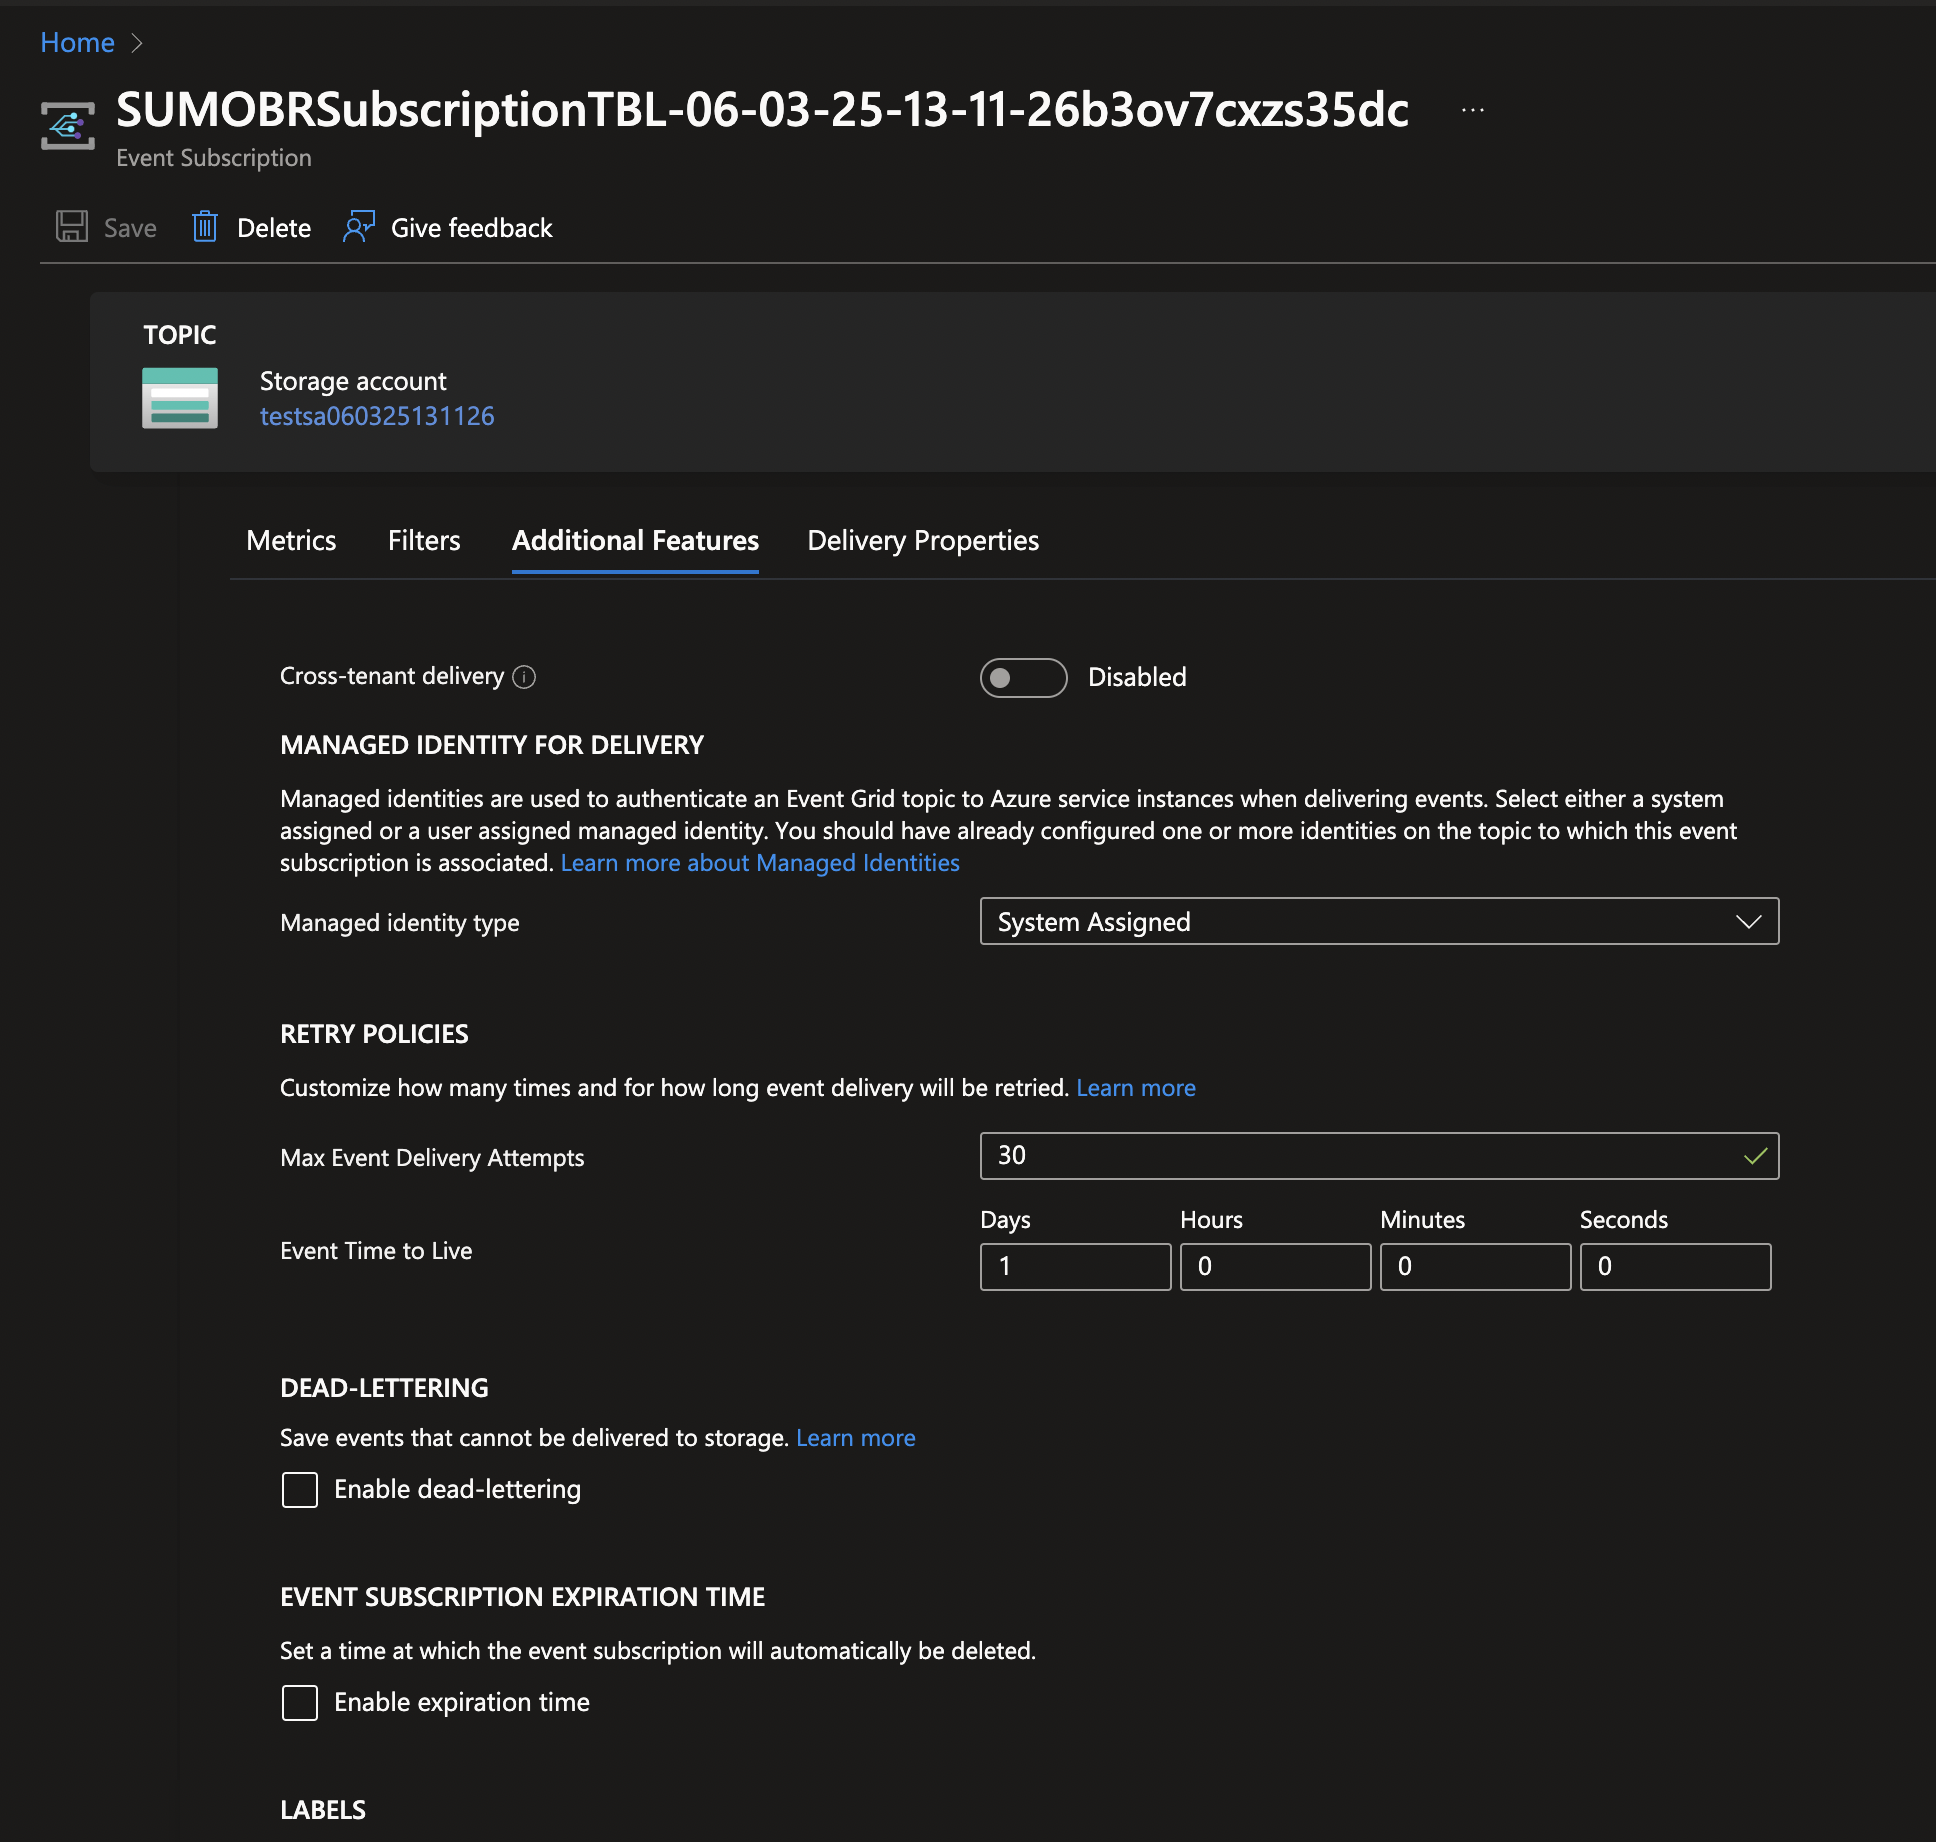 Home
SUMOBRSubscriptionTBL-06-03-25-13-11-26b3ov7cxzs35dc ...
Event Subscription
Save Delete Give feedback
TOPIC
Storage account
testsa060325131126
Metrics Filters Additional Features Delivery Properties
Cross-tenant delivery Disabled
MANAGED IDENTITY FOR DELIVERY
Managed identities are used to authenticate an Event Grid topic to Azure service instances when delivering events. Select either a system
assigned or a user assigned managed identity. You should have already configured one or more identities on the topic to which this event
subscription is associated. Learn more about Managed Identities
Managed identity type System Assigned
RETRY POLICIES
Customize how many times and for how long event delivery will be retried. Learn more
Max Event Delivery Attempts 30
Days Hours Minutes Seconds
Event Time to Live 1 0 0 0
DEAD-LETTERING
Save events that cannot be delivered to storage. Learn more
Enable dead-lettering
EVENT SUBSCRIPTION EXPIRATION TIME
Set a time at which the event subscription will automatically be deleted.
Enable expiration time
LABELS